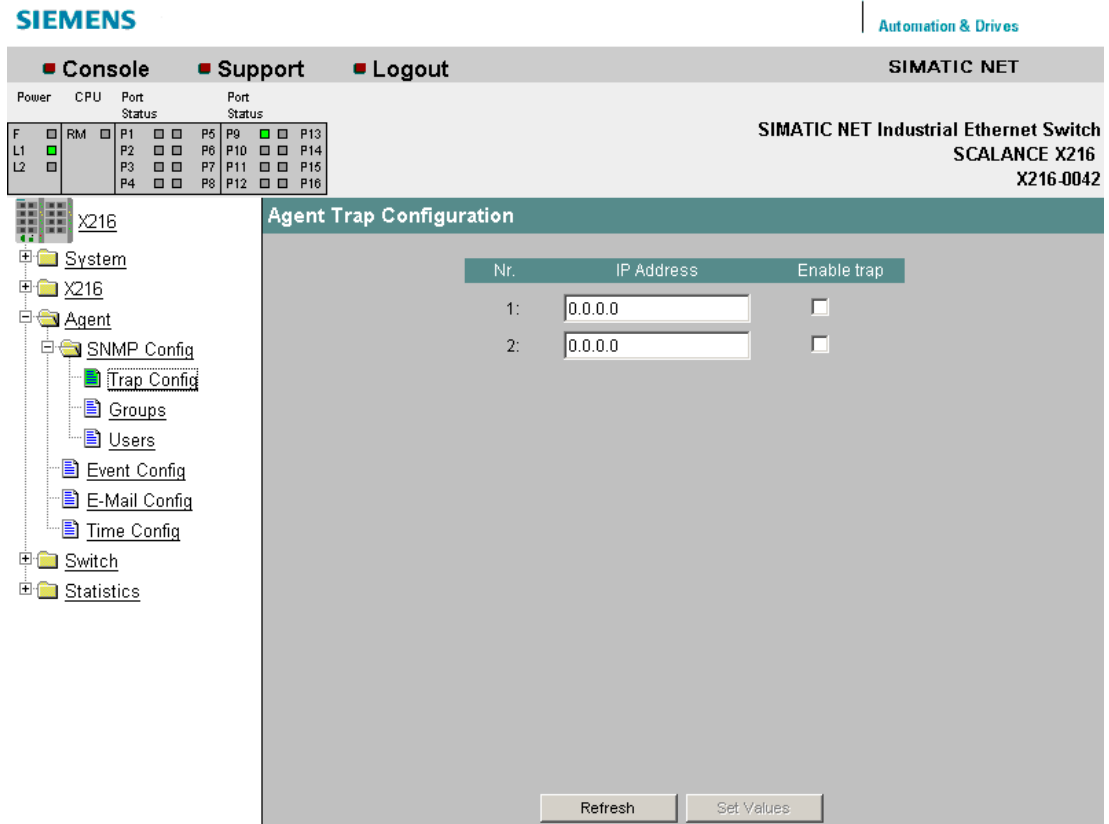 SIEMENS
Automation & Drives
Console Support Logout SIMATIC NET
Power CPU Port Status Port Status
F RM P1 P5 P9 P13
L1 P2 P6 P10 P14
L2 P3 P7 P11 P15
P4 P8 P12 P16
SIMATIC NET Industrial Ethernet Switch
SCALANCE X216
X216-0042
X216
System
X216
Agent
SNMP Config
Trap Config
Groups
Users
Event Config
E-Mail Config
Time Config
Switch
Statistics
Agent Trap Configuration
Nr. IP Address Enable trap
1: 0.0.0.0
2: 0.0.0.0
Refresh Set Values